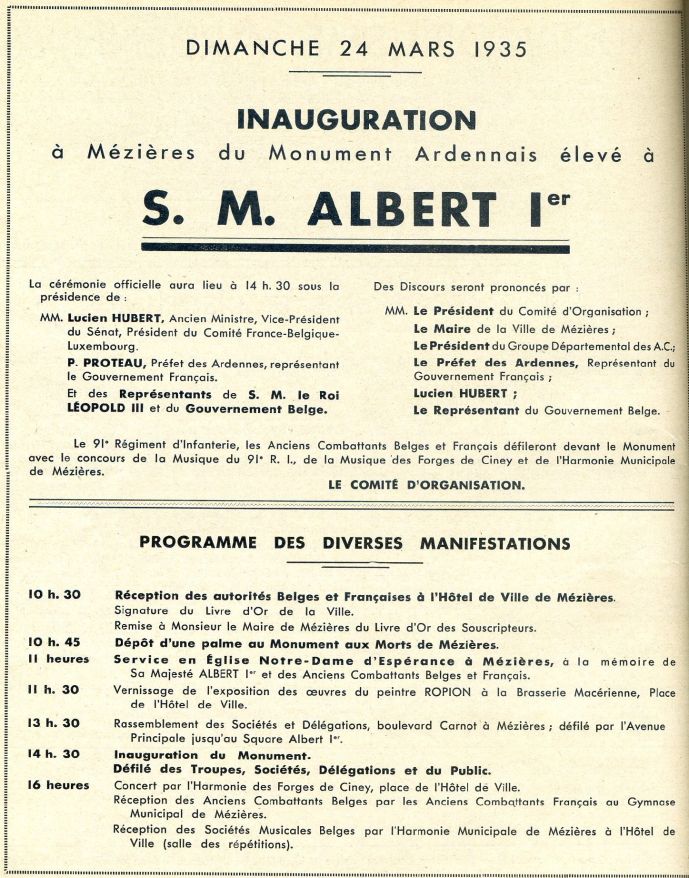 DIMANCHE 24 MARS 1935
INAUGURATION
à Mézières du Monument Ardennais élevé à
S. M. ALBERT Ier
La cérémonie officielle aura lieu à 14 h. 30 sous la
présidence de :
MM. Lucien HUBERT, Ancien Ministre, Vice-Président
du Sénat, Président du Comité France-Belgique-
Luxembourg.
P. PROTEAU, Préfet des Ardennes, représentant
le Gouvernement Français.
Et des Représentants de S. M. le Roi
LÉOPOLD III et du Gouvernement Belge.
Des Discours seront prononcés par :
MM. Le Président du Comité d'Organisation ;
Le Maire de la Ville de Mézières ;
Le Président du Groupe Départemental des A.C.;
Le Préfet des Ardennes, Représentant du
Gouvernement Français ;
Lucien HUBERT ;
Le Représentant du Gouvernement Belge.
Le 91e Régiment d'Infanterie, les Anciens Combattants Belges et Français défileront devant le Monument
avec le concours de la Musique du 91e R. I., de la Musique des Forges de Ciney et de l'Harmonie Municipale
de Mézières.
LE COMITÉ D'ORGANISATION.
PROGRAMME DES DIVERSES MANIFESTATIONS
10 h. 30 Réception des autorités Belges et Françaises à l'Hôtel de Ville de Mézières.
Signature du Livre d'Or de la Ville.
Remise à Monsieur le Maire de Mézières du Livre d'Or des Souscripteurs.
10 h. 45 Dépôt d'une palme au Monument aux Morts de Mézières.
11 heures Service en Église Notre-Dame d'Espérance à Mézières, à la mémoire de
Sa Majesté ALBERT Ier et des Anciens Combattants Belges et Français.
11 h. 30 Vernissage de l'exposition des œuvres du peintre ROPION à la Brasserie Macérienne, Place
de l'Hôtel de Ville.
13 h. 30 Rassemblement des Sociétés et Délégations, boulevard Carnot à Mézières ; défilé par l'Avenue
Principale jusqu'au Square Albert Ier.
14 h. 30 Inauguration du Monument.
Défilé des Troupes, Sociétés, Délégations et du Public.
16 heures Concert par l'Harmonie des Forges de Ciney, place de l'Hôtel de Ville.
Réception des Anciens Combattants Belges par les Anciens Combattants Français au Gymnase
Municipal de Mézières.
Réception des Sociétés Musicales Belges par l'Harmonie Municipale de Mézières à l'Hôtel de
Ville (salle des répétitions).